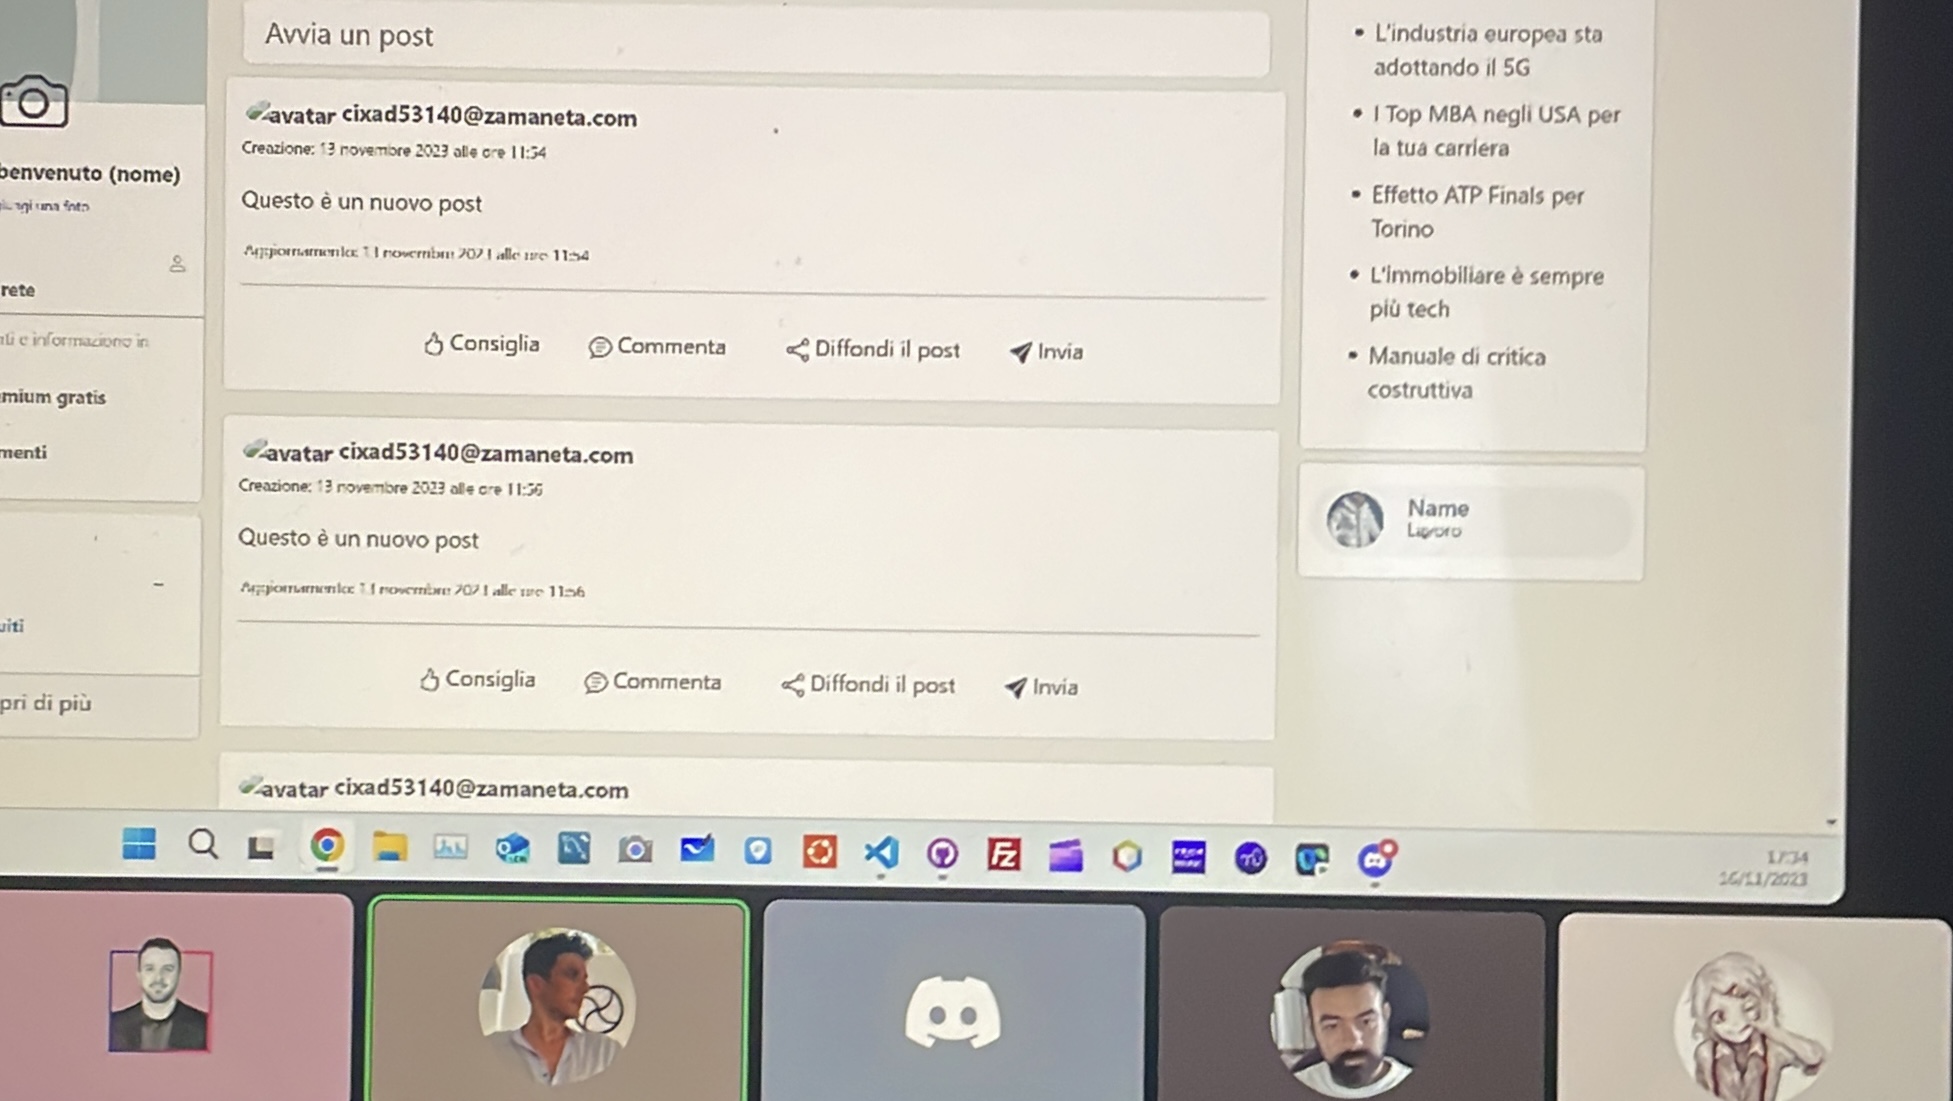 Avvia un post
avatar cixad53140@zamaneta.com
Creazione: 13 novembre 2023 alle ore 11:54
Questo è un nuovo post
Aggiornamento: 13 novembre 2023 alle ore 11:54
Consiglia
Commenta
Diffondi il post
Invia
avatar cixad53140@zamaneta.com
Creazione: 13 novembre 2023 alle ore 11:56
Questo è un nuovo post
Aggiornamento: 13 novembre 2023 alle ore 11:56
Consiglia
Commenta
Diffondi il post
Invia
avatar cixad53140@zamaneta.com
benvenuto (nome)
una foto
rete
e informazione in
mium gratis
menti
uiti
pri di più
L'industria europea sta
adottando il 5G
I Top MBA negli USA per
la tua carriera
Effetto ATP Finals per
Torino
L'immobiliare è sempre
più tech
Manuale di critica
costruttiva
Name
Lavoro
Fz
17:34
16/11/2023